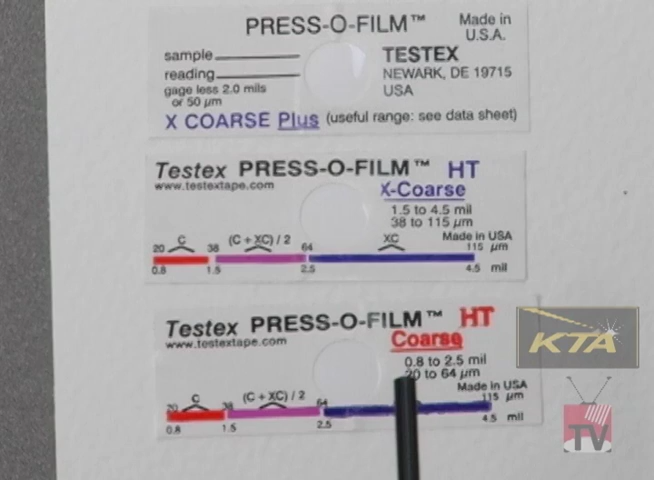 PRESS-O-FILM™ Made in U.S.A.
sample
TESTEX
reading
NEWARK, DE 19715
gage less 2.0 mils
USA
or 50 µm
X COARSE Plus (useful range: see data sheet)
Testex PRESS-O-FILM™ HT
www.testextape.com
X-Coarse
1.5 to 4.5 mil
38 to 115 µm
Made in USA
20 C 38 (C + XC) / 2 64 XC 115 µm
0.8 1.5 2.5 4.5 mil
Testex PRESS-O-FILM™ HT
www.testextape.com
Coarse
0.8 to 2.5 mil
20 to 64 µm
Made in USA
20 C 38 (C + XC) / 2 64 115 µm
0.8 1.5 2.5 4.5 mil
KTA
TV